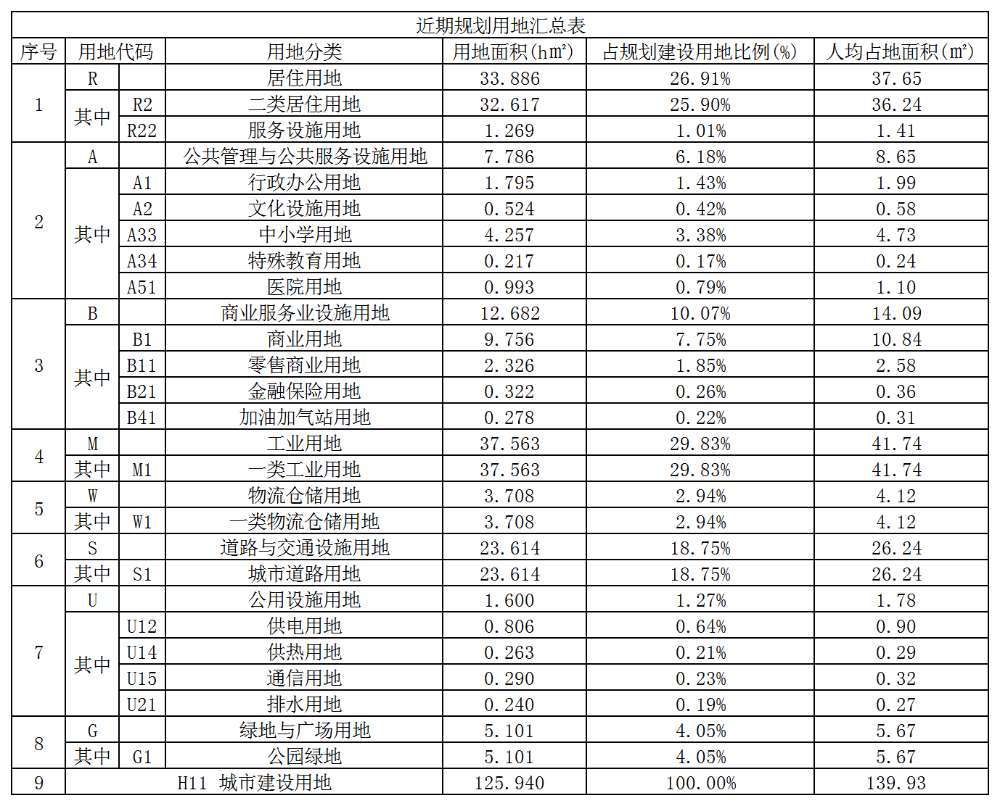 近期规划用地汇总表
序号 用地代码 用地分类 用地面积(h㎡) 占规划建设用地比例(%) 人均占地面积(㎡)
1 R 居住用地 33.886 26.91% 37.65
其中 R2 二类居住用地 32.617 25.90% 36.24
R22 服务设施用地 1.269 1.01% 1.41
2 A 公共管理与公共服务设施用地 7.786 6.18% 8.65
其中 A1 行政办公用地 1.795 1.43% 1.99
A2 文化设施用地 0.524 0.42% 0.58
A33 中小学用地 4.257 3.38% 4.73
A34 特殊教育用地 0.217 0.17% 0.24
A51 医院用地 0.993 0.79% 1.10
3 B 商业服务业设施用地 12.682 10.07% 14.09
其中 B1 商业用地 9.756 7.75% 10.84
B11 零售商业用地 2.326 1.85% 2.58
B21 金融保险用地 0.322 0.26% 0.36
B41 加油加气站用地 0.278 0.22% 0.31
4 M 工业用地 37.563 29.83% 41.74
其中 M1 一类工业用地 37.563 29.83% 41.74
5 W 物流仓储用地 3.708 2.94% 4.12
其中 W1 一类物流仓储用地 3.708 2.94% 4.12
6 S 道路与交通设施用地 23.614 18.75% 26.24
其中 S1 城市道路用地 23.614 18.75% 26.24
7 U 公用设施用地 1.600 1.27% 1.78
其中 U12 供电用地 0.806 0.64% 0.90
U14 供热用地 0.263 0.21% 0.29
U15 通信用地 0.290 0.23% 0.32
U21 排水用地 0.240 0.19% 0.27
8 G 绿地与广场用地 5.101 4.05% 5.67
其中 G1 公园绿地 5.101 4.05% 5.67
9 H11 城市建设用地 125.940 100.00% 139.93